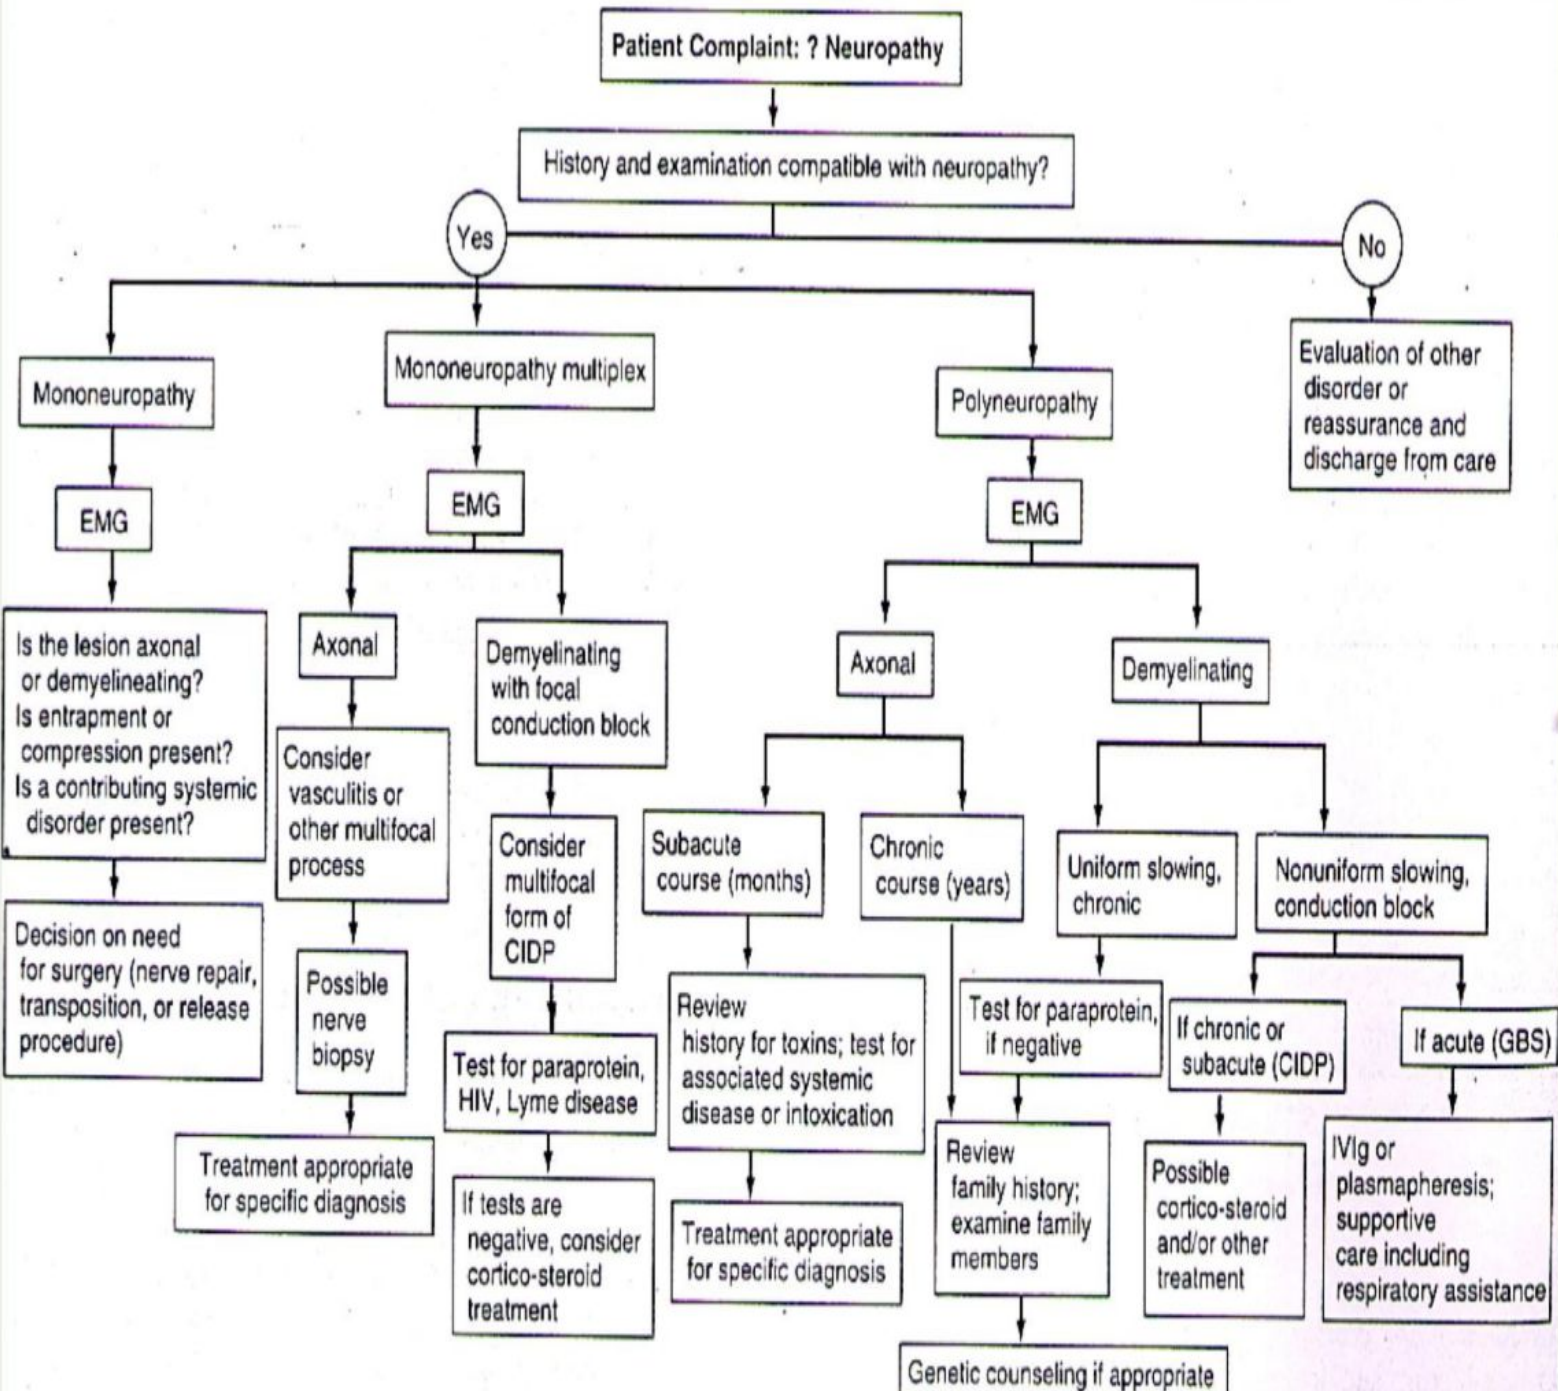 Patient Complaint: ? Neuropathy
History and examination compatible with neuropathy?
Yes
No
Mononeuropathy
Mononeuropathy multiplex
Polyneuropathy
Evaluation of other
disorder or
reassurance and
discharge from care
EMG
EMG
EMG
Is the lesion axonal
or demyelineating?
Is entrapment or
compression present?
Is a contributing systemic
disorder present?
Axonal
Demyelinating
with focal
conduction block
Axonal
Demyelinating
Consider
vasculitis or
other multifocal
process
Consider
multifocal
form of
CIDP
Subacute
course (months)
Chronic
course (years)
Uniform slowing,
chronic
Nonuniform slowing,
conduction block
Decision on need
for surgery (nerve repair,
transposition, or release
procedure)
Possible
nerve
biopsy
Test for paraprotein,
HIV, Lyme disease
Review
history for toxins; test for
associated systemic
disease or intoxication
Test for paraprotein,
if negative
If chronic or
subacute (CIDP)
If acute (GBS)
Treatment appropriate
for specific diagnosis
If tests are
negative, consider
cortico-steroid
treatment
Treatment appropriate
for specific diagnosis
Review
family history;
examine family
members
Possible
cortico-steroid
and/or other
treatment
IVIg or
plasmapheresis;
supportive
care including
respiratory assistance
Genetic counseling if appropriate